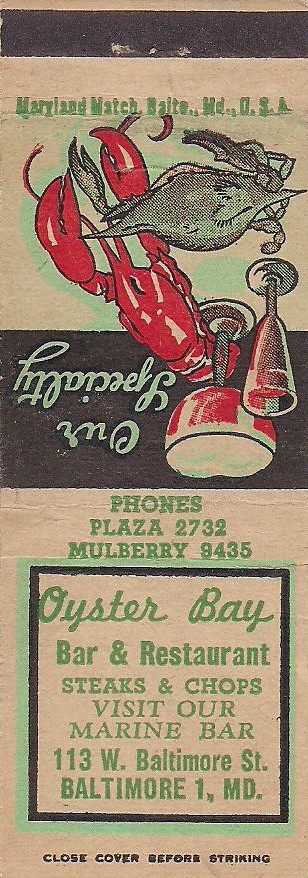 Maryland Match, Balto., Md., U.S.A.
Our
Specialty
PHONES
PLAZA 2732
MULBERRY 9435
Oyster Bay
Bar & Restaurant
STEAKS & CHOPS
VISIT OUR
MARINE BAR
113 W. Baltimore St.
BALTIMORE 1, MD.
CLOSE COVER BEFORE STRIKING